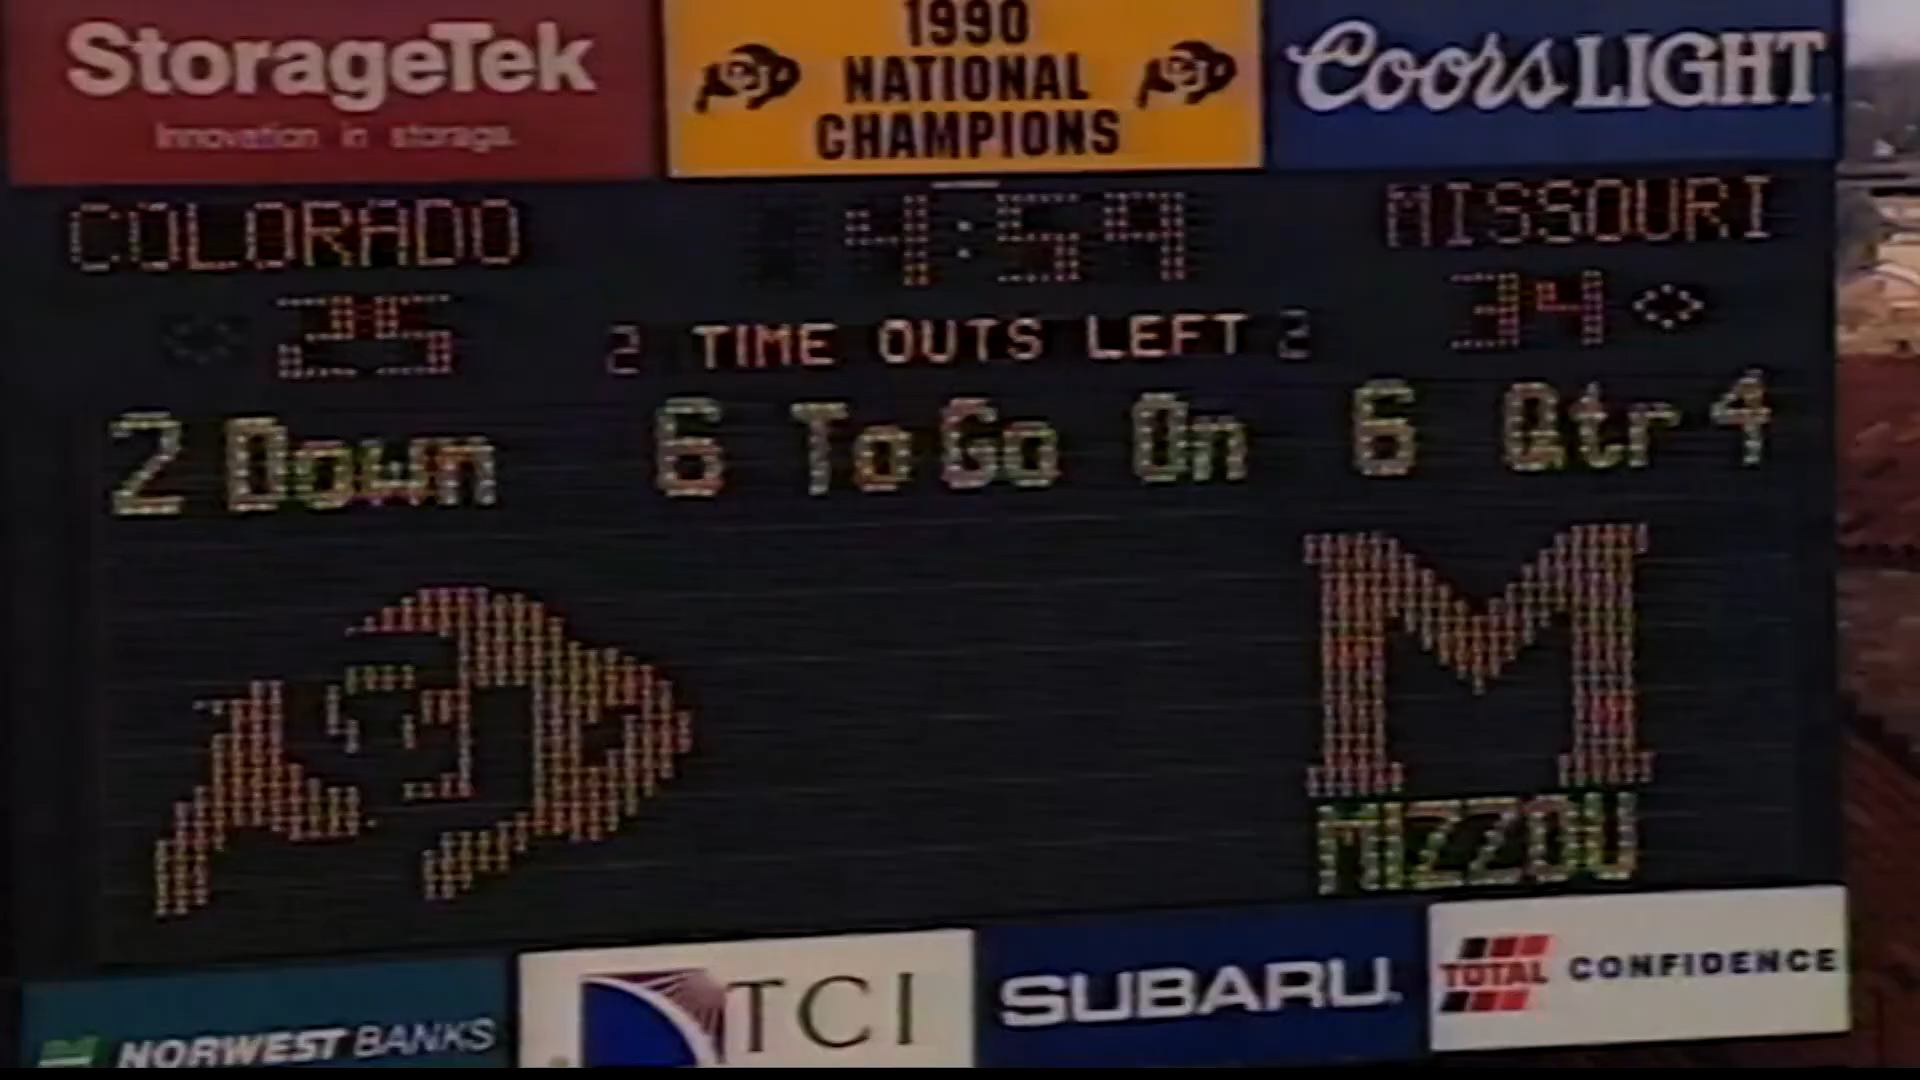 StorageTek
Innovation in storage.
1990
NATIONAL
CHAMPIONS
Coors LIGHT
COLORADO 4:59 MISSOURI
25 34
2 TIME OUTS LEFT 2
2 Down 6 To Go On 6 Qtr 4
M
MIZZOU
NORWEST BANKS
TCI
SUBARU
TOTAL CONFIDENCE